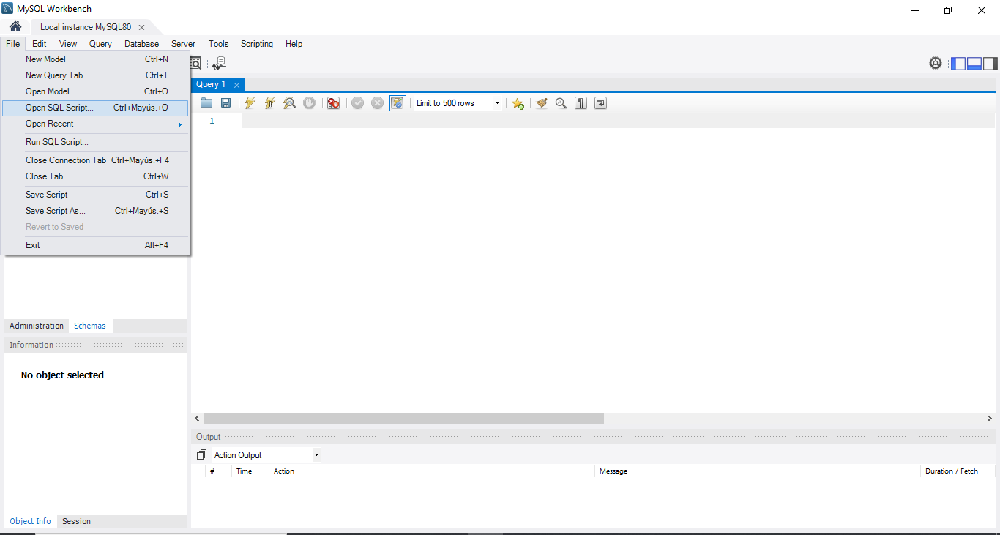 MySQL Workbench
Local instance MySQL80
File Edit View Query Database Server Tools Scripting Help
New Model Ctrl+N
New Query Tab Ctrl+T
Open Model... Ctrl+O
Open SQL Script... Ctrl+Mayús.+O
Open Recent
Run SQL Script...
Close Connection Tab Ctrl+Mayús.+F4
Close Tab Ctrl+W
Save Script Ctrl+S
Save Script As... Ctrl+Mayús.+S
Revert to Saved
Exit Alt+F4
Query 1
Limit to 500 rows
1
Administration Schemas
Information
No object selected
Object Info Session
Output
Action Output
# Time Action Message Duration / Fetch